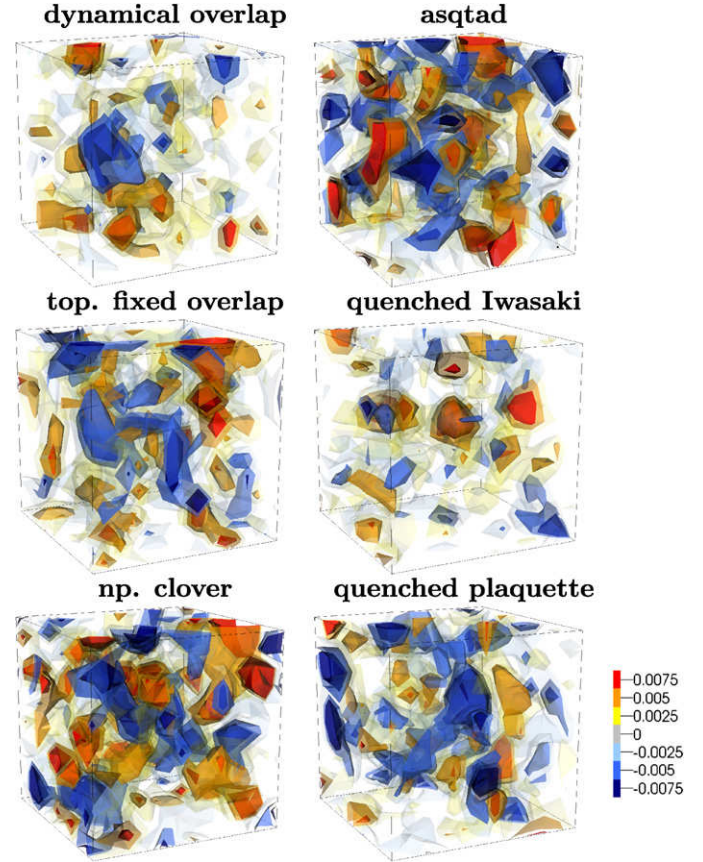 dynamical overlap
asqtad
top. fixed overlap
quenched Iwasaki
np. clover
quenched plaquette
0.0075
0.005
0.0025
0
-0.0025
-0.005
-0.0075